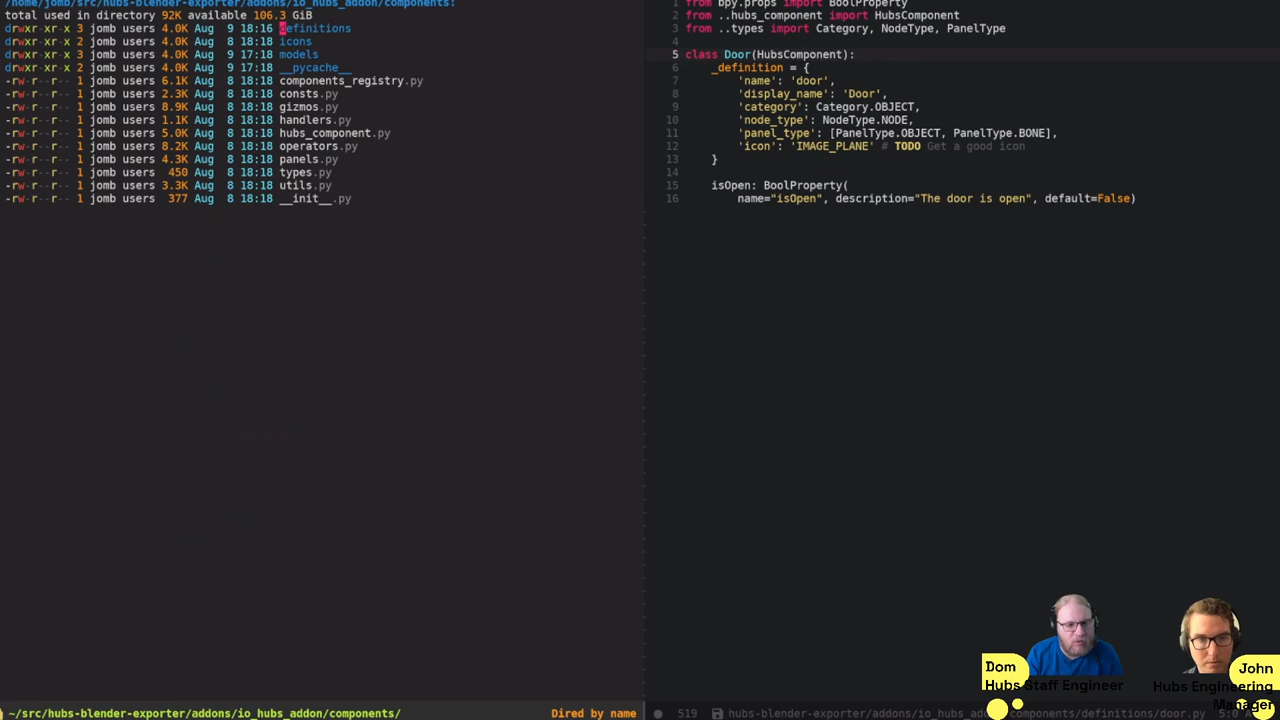 /home/jomb/src/hubs-blender-exporter/addons/io_hubs_addon/components:
total used in directory 92K available 106.3 GiB
drwxr-xr-x 3 jomb users 4.0K Aug  9 18:16 definitions
drwxr-xr-x 2 jomb users 4.0K Aug  8 18:18 icons
drwxr-xr-x 3 jomb users 4.0K Aug  9 17:18 models
drwxr-xr-x 2 jomb users 4.0K Aug  8 18:18 __pycache__
-rw-r--r-- 1 jomb users 6.1K Aug  8 18:18 components_registry.py
-rw-r--r-- 1 jomb users 2.3K Aug  8 18:18 consts.py
-rw-r--r-- 1 jomb users 8.9K Aug  8 18:18 gizmos.py
-rw-r--r-- 1 jomb users 1.1K Aug  8 18:18 handlers.py
-rw-r--r-- 1 jomb users 5.0K Aug  8 18:18 hubs_component.py
-rw-r--r-- 1 jomb users 8.2K Aug  8 18:18 operators.py
-rw-r--r-- 1 jomb users 4.3K Aug  8 18:18 panels.py
-rw-r--r-- 1 jomb users  450 Aug  8 18:18 types.py
-rw-r--r-- 1 jomb users 3.3K Aug  8 18:18 utils.py
-rw-r--r-- 1 jomb users  377 Aug  8 18:18 __init__.py
~/src/hubs-blender-exporter/addons/io_hubs_addon/components/ Dired by name
1 from bpy.props import BoolProperty
2 from ..hubs_component import HubsComponent
3 from ..types import Category, NodeType, PanelType
4
5 class Door(HubsComponent):
6     _definition = {
7         'name': 'door',
8         'display_name': 'Door',
9         'category': Category.OBJECT,
10         'node_type': NodeType.NODE,
11         'panel_type': [PanelType.OBJECT, PanelType.BONE],
12         'icon': 'IMAGE_PLANE' # TODO Get a good icon
13     }
14
15     isOpen: BoolProperty(
16         name="isOpen", description="The door is open", default=False)
Dom
Hubs Staff Engineer
John
Hubs Engineering
Manager
519 hubs-blender-exporter/addons/io_hubs_addon/components/definitions/door.py 5:0